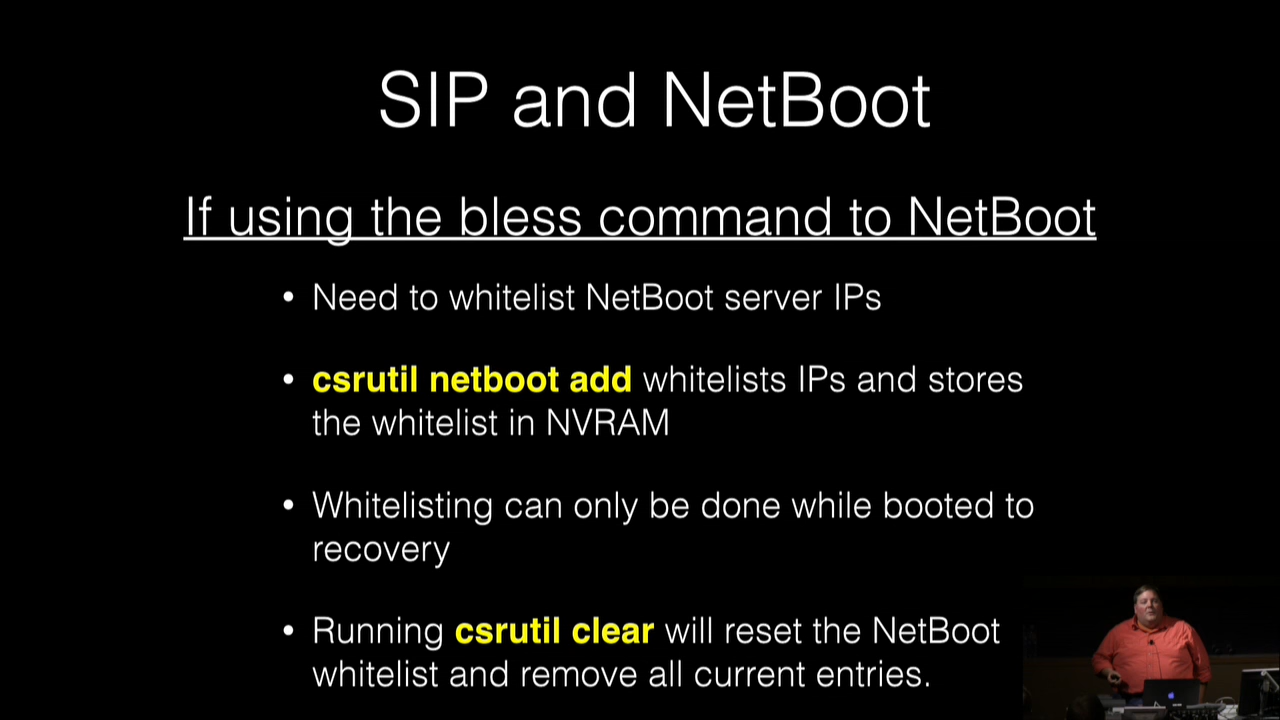 SIP and NetBoot
If using the bless command to NetBoot
• Need to whitelist NetBoot server IPs
• csrutil netboot add whitelists IPs and stores
the whitelist in NVRAM
• Whitelisting can only be done while booted to
recovery
• Running csrutil clear will reset the NetBoot
whitelist and remove all current entries.